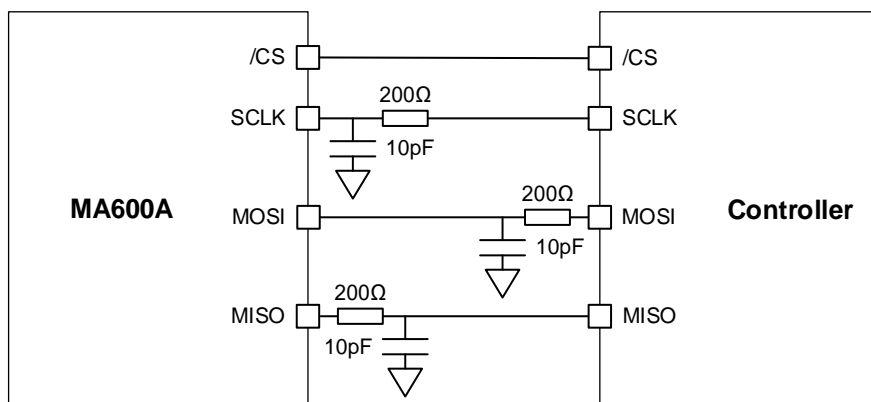 /CS
/CS
200Ω
SCLK
SCLK
10pF
200Ω
MA600A
MOSI
MOSI
Controller
10pF
200Ω
MISO
MISO
10pF